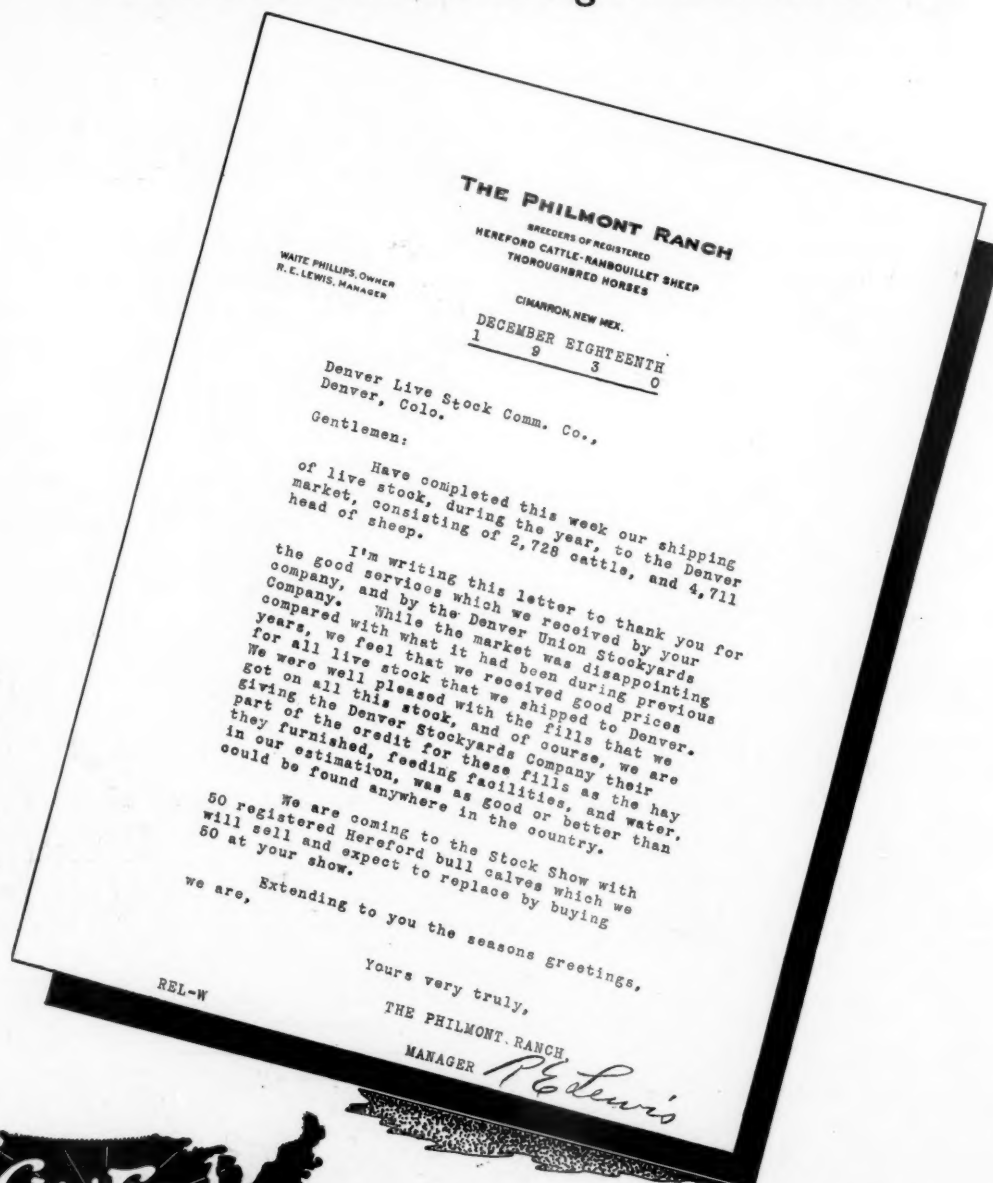 THE PHILMONT RANCH
BREEDERS OF REGISTERED
HEREFORD CATTLE-RAMBOUILLET SHEEP
THOROUGHBRED HORSES
WAITE PHILLIPS, OWNER
R. E. LEWIS, MANAGER
CIMARRON, NEW MEX.
DECEMBER EIGHTEENTH
1 9 3 0
Denver Live Stock Comm. Co.,
Denver, Colo.
Gentlemen:
Have completed this week our shipping
of live stock, during the year, to the Denver
market, consisting of 2,728 cattle, and 4,711
head of sheep.
I'm writing this letter to thank you for
the good services which we received by your
company, and by the Denver Union Stockyards
Company. While the market was disappointing
compared with what it had been during previous
years, we feel that we received good prices
for all live stock that we shipped to Denver.
We were well pleased with the fills that we
got on all this stock, and of course, we are
giving the Denver Stockyards Company their
part of the credit for these fills as the hay
they furnished, feeding facilities, and water,
in our estimation, was as good or better than
could be found anywhere in the country.
We are coming to the Stock Show with
50 registered Hereford bull calves which we
will sell and expect to replace by buying
50 at your show.
Extending to you the seasons greetings,
we are,
Yours very truly,
THE PHILMONT RANCH,
MANAGER R E Lewis
REL-W